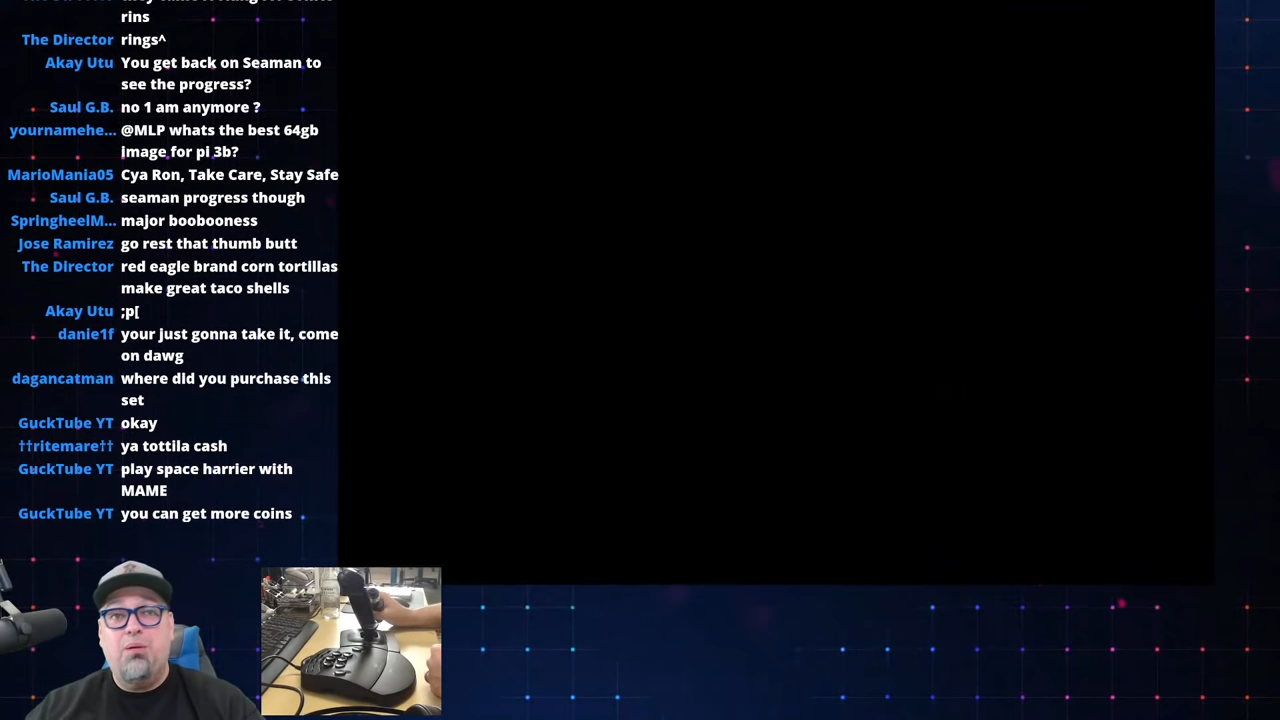 rins
The Director rings^
Akay Utu You get back on Seaman to
see the progress?
Saul G.B. no 1 am anymore ?
yournamehe... @MLP whats the best 64gb
image for pi 3b?
MarioMania05 Cya Ron, Take Care, Stay Safe
Saul G.B. seaman progress though
SpringheelM... major boobooness
Jose Ramirez go rest that thumb butt
The Director red eagle brand corn tortillas
make great taco shells
Akay Utu ;p[
danie1f your just gonna take it, come
on dawg
dagancatman where did you purchase this
set
GuckTube YT okay
††ritemare†† ya tottila cash
GuckTube YT play space harrier with
MAME
GuckTube YT you can get more coins